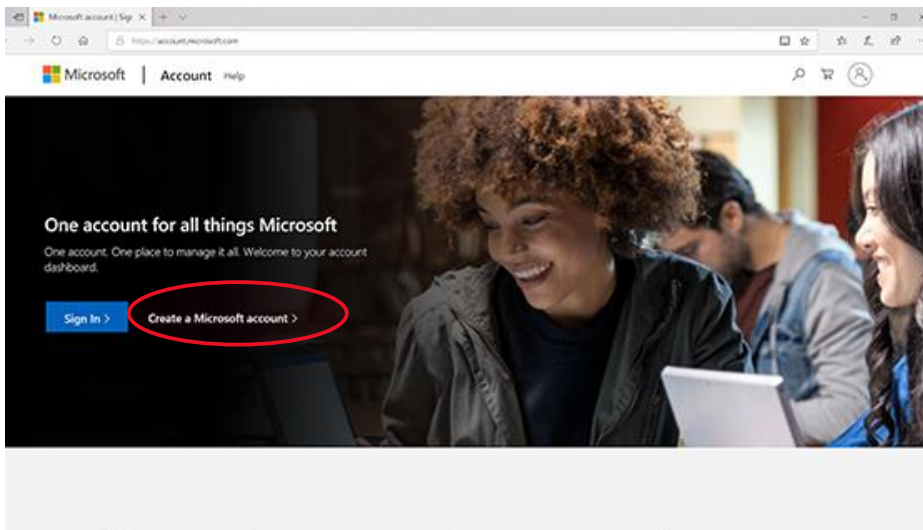 Microsoft account | Sig
https://account.microsoft.com
Microsoft | Account Help
One account for all things Microsoft
One account. One place to manage it all. Welcome to your account
dashboard.
Sign In >
Create a Microsoft account >